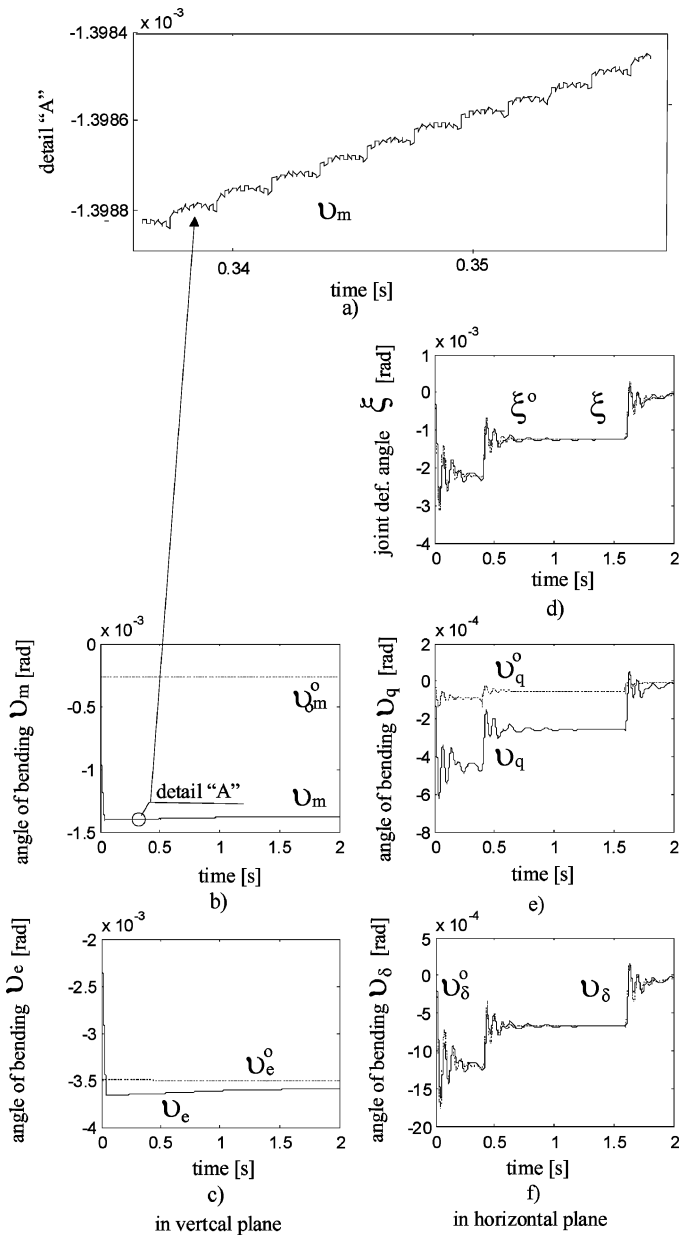 x 10⁻³
-1.3984
-1.3986
-1.3988
detail “A”
υm
0.34
0.35
time [s]
a)
x 10⁻³
1
0
-1
-2
-3
-4
joint def. angle ξ [rad]
ξ° ξ
0 0.5 1 1.5 2
time [s]
d)
x 10⁻³
0
-0.5
-1
-1.5
angle of bending υm [rad]
υ°m
υm
detail “A”
0 0.5 1 1.5 2
time [s]
b)
x 10⁻⁴
2
0
-2
-4
-6
-8
angle of bending υq [rad]
υ°q
υq
0 0.5 1 1.5 2
time [s]
e)
x 10⁻³
-2
-2.5
-3
-3.5
-4
angle of bending υe [rad]
υ°e
υe
0 0.5 1 1.5 2
time [s]
c)
in vertcal plane
x 10⁻⁴
5
0
-5
-10
-15
-20
angle of bending υδ [rad]
υ°δ υδ
0 0.5 1 1.5 2
time [s]
f)
in horizontal plane